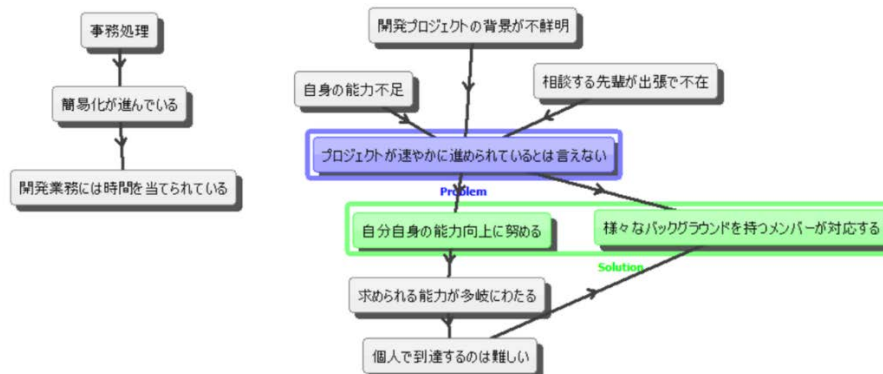 事務処理
簡易化が進んでいる
開発業務には時間を当てられている
開発プロジェクトの背景が不鮮明
自身の能力不足
相談する先輩が出張で不在
プロジェクトが速やかに進められているとは言えない
Problem
自分自身の能力向上に努める
様々なバックグラウンドを持つメンバーが対応する
Solution
求められる能力が多岐にわたる
個人で到達するのは難しい